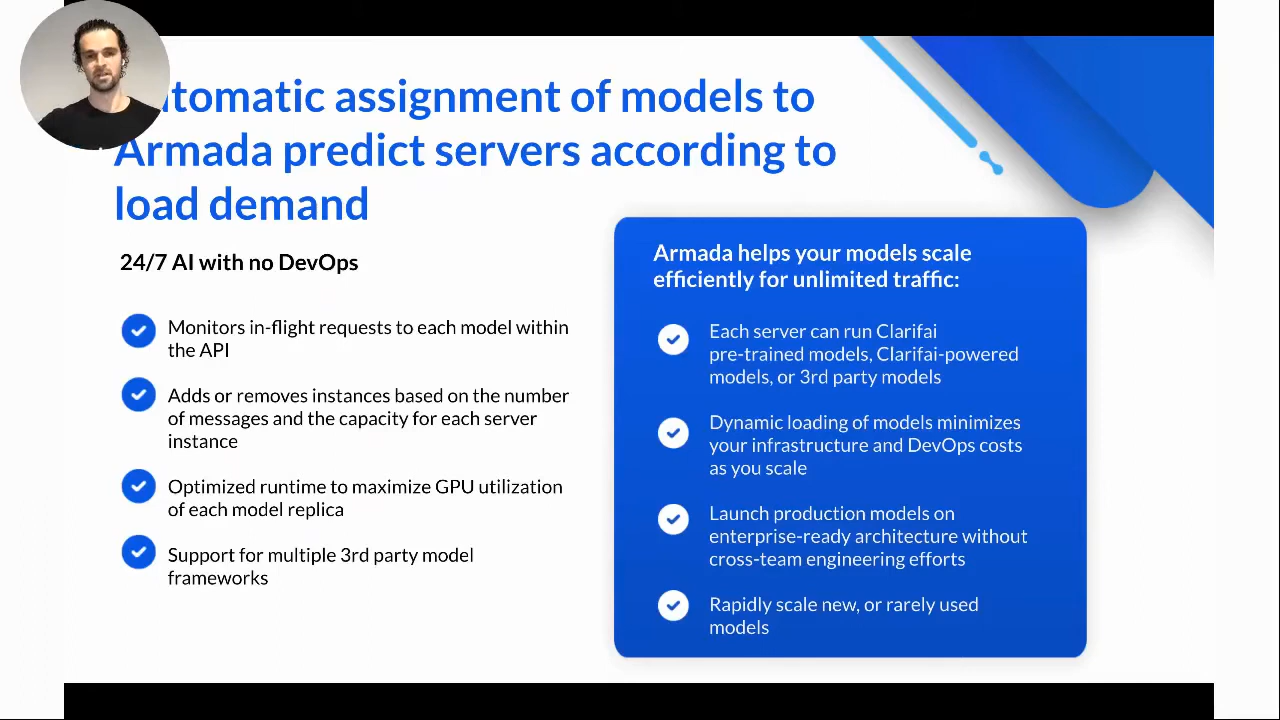 tomatic assignment of models to
Armada predict servers according to
load demand
24/7 AI with no DevOps
Monitors in-flight requests to each model within
the API
Adds or removes instances based on the number
of messages and the capacity for each server
instance
Optimized runtime to maximize GPU utilization
of each model replica
Support for multiple 3rd party model
frameworks
Armada helps your models scale
efficiently for unlimited traffic:
Each server can run Clarifai
pre-trained models, Clarifai-powered
models, or 3rd party models
Dynamic loading of models minimizes
your infrastructure and DevOps costs
as you scale
Launch production models on
enterprise-ready architecture without
cross-team engineering efforts
Rapidly scale new, or rarely used
models